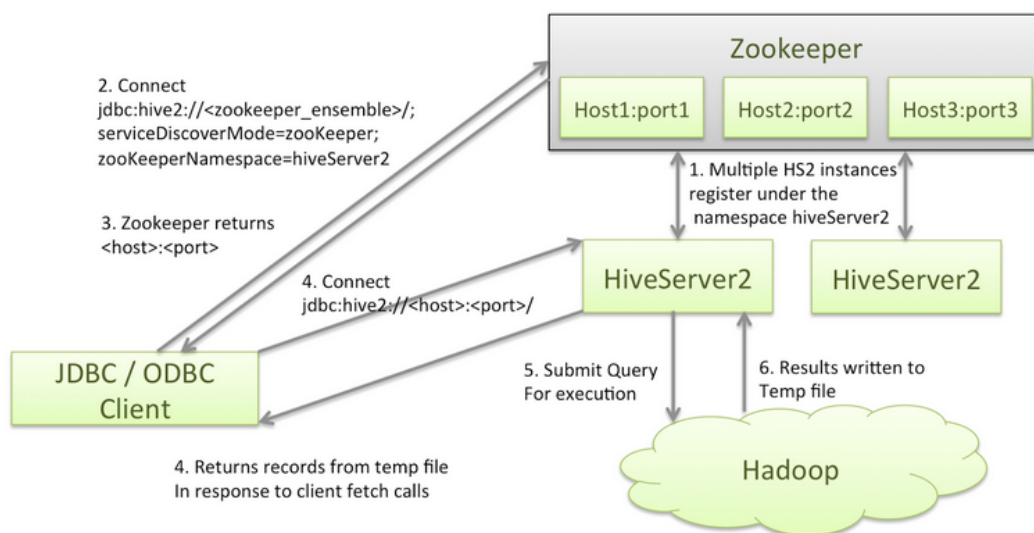 Zookeeper
Host1:port1
Host2:port2
Host3:port3
2. Connect
jdbc:hive2://<zookeeper_ensemble>/;
serviceDiscoverMode=zooKeeper;
zooKeeperNamespace=hiveServer2
1. Multiple HS2 instances
register under the
namespace hiveServer2
3. Zookeeper returns
<host>:<port>
4. Connect
jdbc:hive2://<host>:<port>/
HiveServer2
HiveServer2
JDBC / ODBC
Client
5. Submit Query
For execution
6. Results written to
Temp file
4. Returns records from temp file
In response to client fetch calls
Hadoop